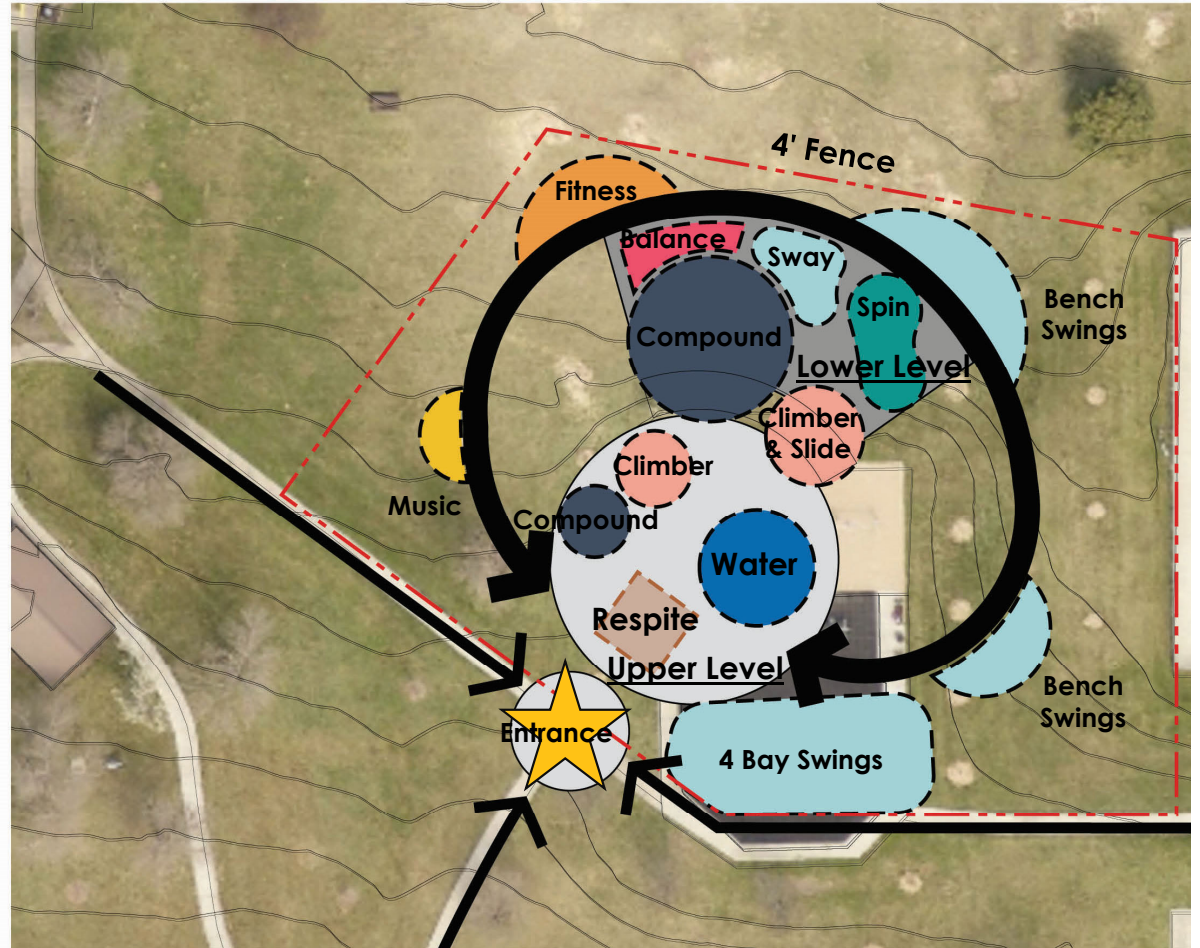 4' Fence
Fitness
Balance
Sway
Spin
Bench
Swings
Compound
Lower Level
Climber
& Slide
Climber
Music
Compound
Water
Respite
Upper Level
Entrance
Bench
Swings
4 Bay Swings